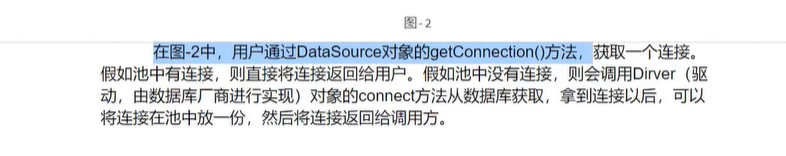 图-2
在图-2中，用户通过DataSource对象的getConnection()方法，获取一个连接。
假如池中有连接，则直接将连接返回给用户。假如池中没有连接，则会调用Dirver（驱
动，由数据库厂商进行实现）对象的connect方法从数据库获取，拿到连接以后，可以
将连接在池中放一份，然后将连接返回给调用方。